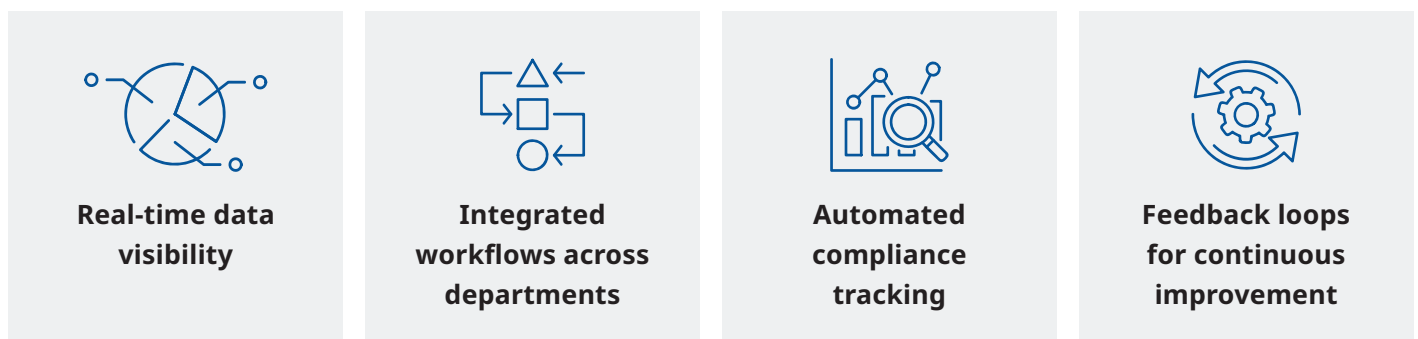 Real-time data
visibility
Integrated
workflows across
departments
Automated
compliance
tracking
Feedback loops
for continuous
improvement